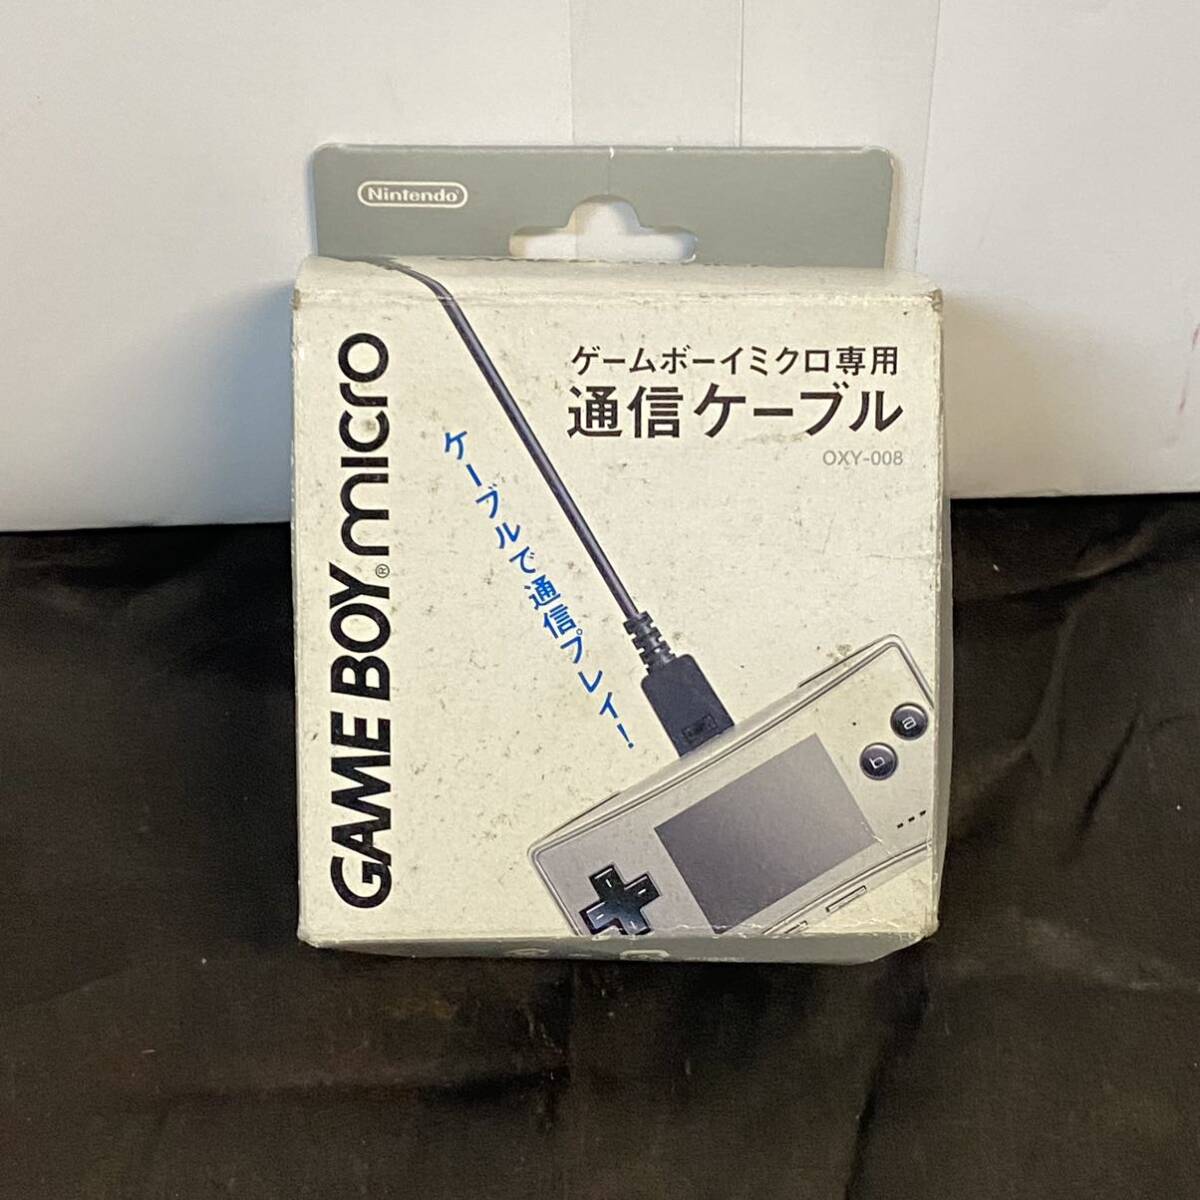 Nintendo
GAME BOY® micro
ゲームボーイミクロ専用
通信ケーブル
OXY-008
ケーブルで通信プレイ!
a
b